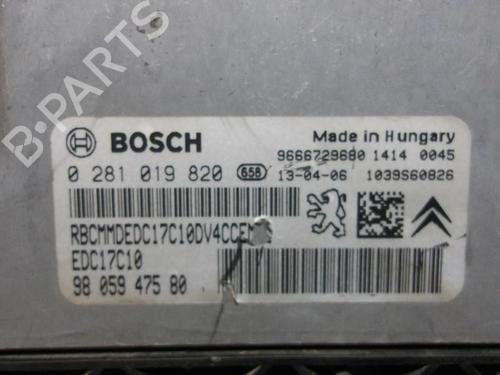 BOSCH
Made in Hungary
9666729680 1414 0045
0 281 019 820 658
13-04-06 1039S60826
EDC17C10
98 059 475 80
B-PARTS